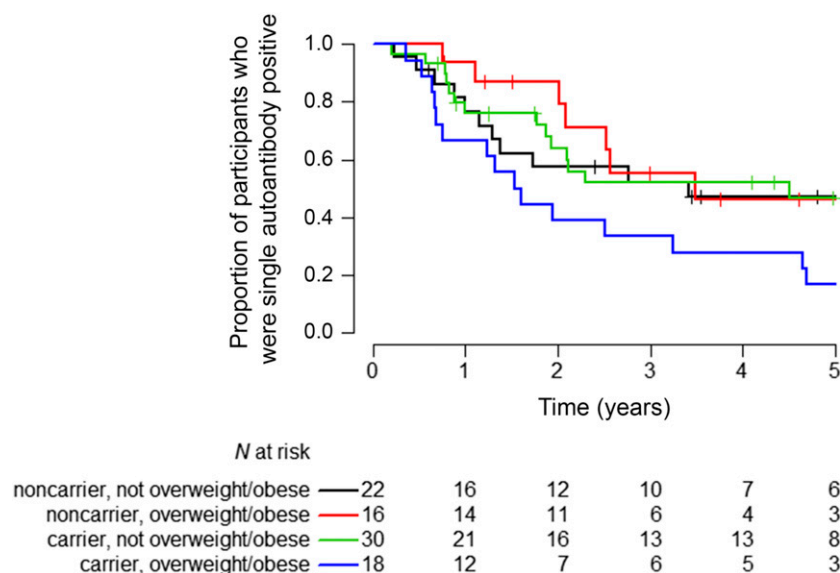 Proportion of participants who
were single autoantibody positive
1.0
0.8
0.6
0.4
0.2
0.0
0 1 2 3 4 5
Time (years)
N at risk
noncarrier, not overweight/obese 22 16 12 10 7 6
noncarrier, overweight/obese 16 14 11 6 4 3
carrier, not overweight/obese 30 21 16 13 13 8
carrier, overweight/obese 18 12 7 6 5 3